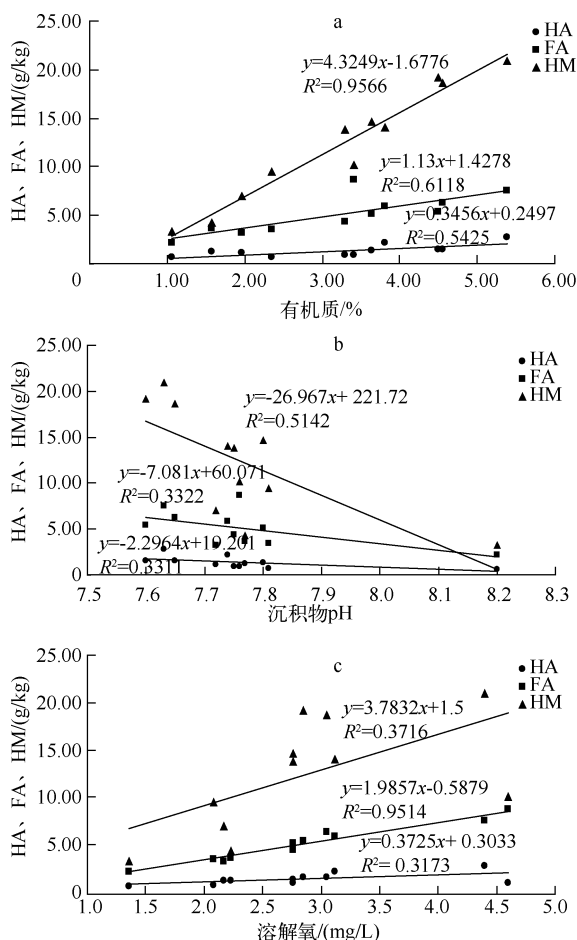 a
HA
FA
HM
HA、FA、HM/(g/kg)
25.00
20.00
15.00
10.00
5.00
0
y=4.3249x-1.6776
R²=0.9566
y=1.13x+1.4278
R²=0.6118
y=0.3456x+0.2497
R²=0.5425
1.00 2.00 3.00 4.00 5.00 6.00
有机质/%
b
HA
FA
HM
HA、FA、HM/(g/kg)
25.00
20.00
15.00
10.00
5.00
0
y=-26.967x+ 221.72
R²=0.5142
y=-7.081x+60.071
R²=0.3322
y=-2.2964x+19.201
R²=0.3311
7.5 7.6 7.7 7.8 7.9 8.0 8.1 8.2 8.3
沉积物pH
c
HA
FA
HM
HA、FA、HM/(g/kg)
25.00
20.00
15.00
10.00
5.00
0
y=3.7832x+1.5
R²=0.3716
y=1.9857x-0.5879
R²=0.9514
y=0.3725x+ 0.3033
R²= 0.3173
1.0 1.5 2.0 2.5 3.0 3.5 4.0 4.5 5.0
溶解氧/(mg/L)